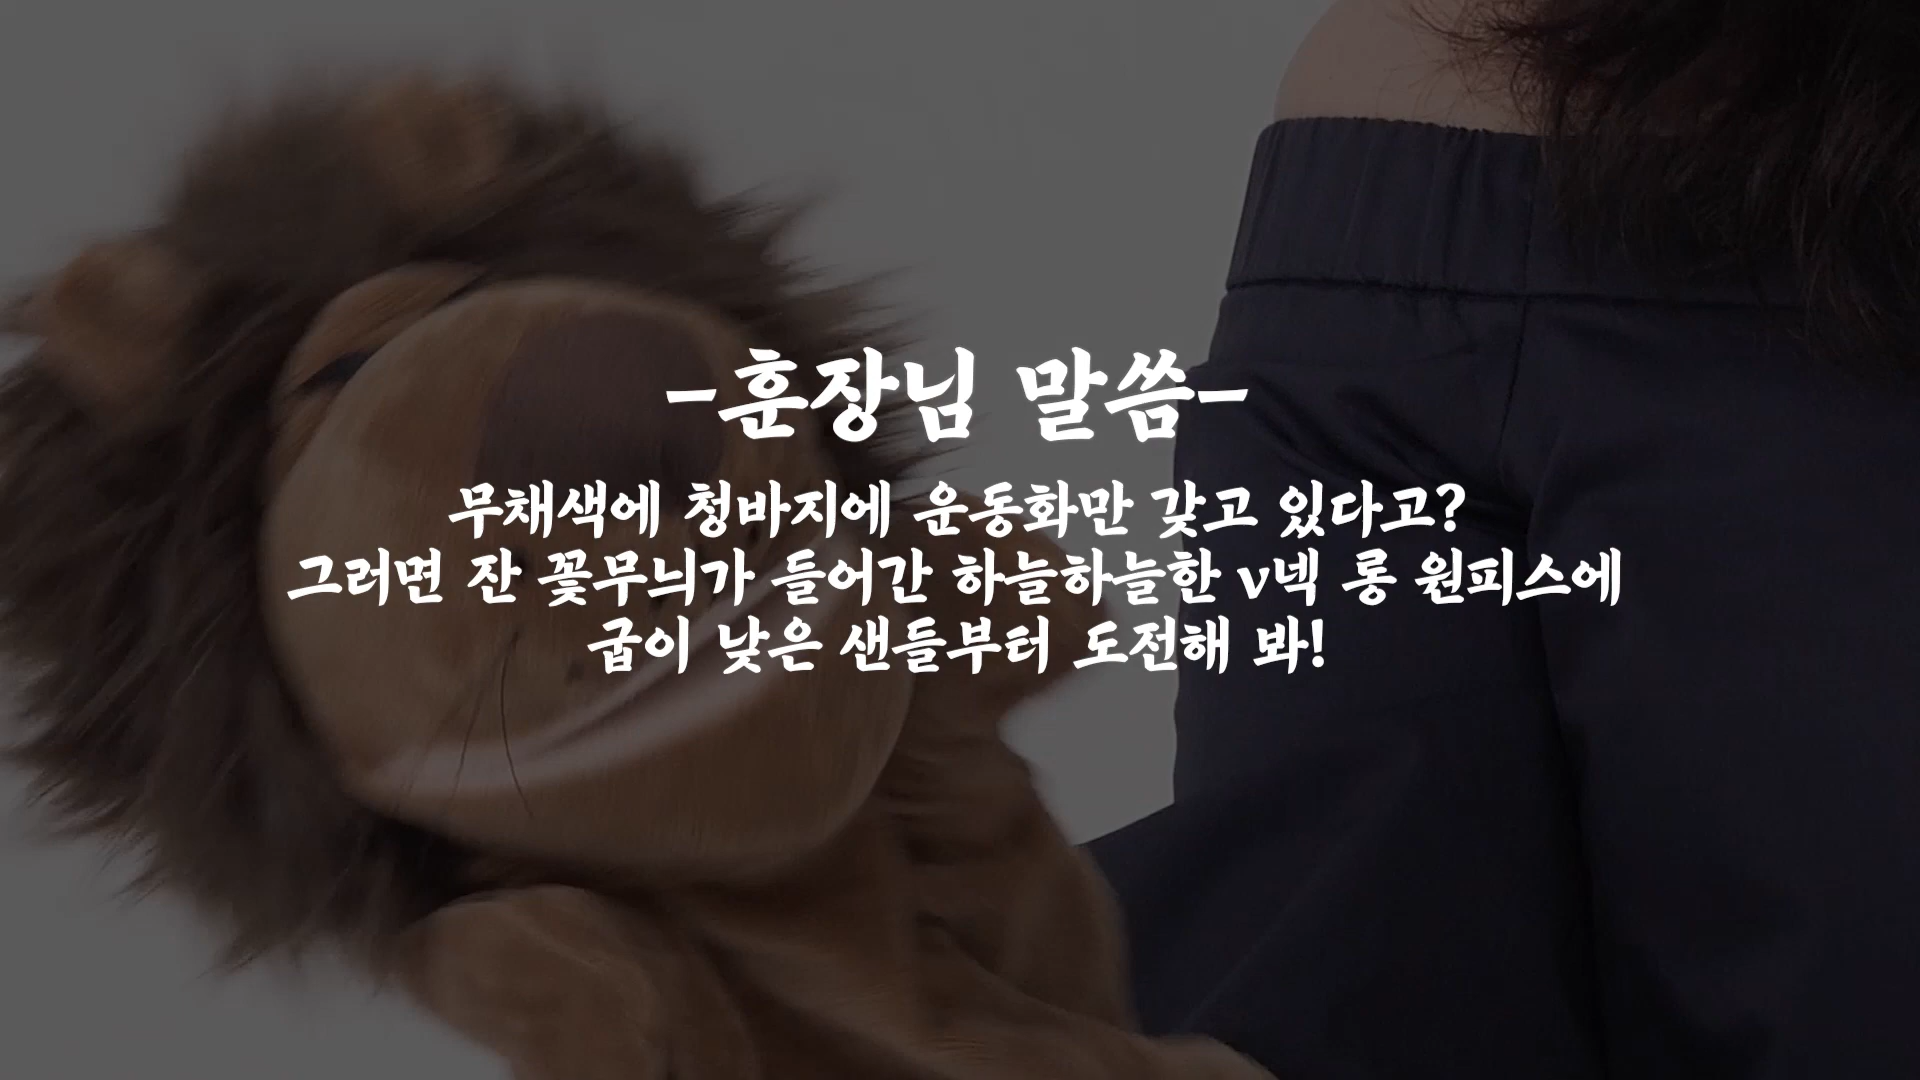 -훈장님 말씀-
무채색에 청바지에 운동화만 갖고 있다고?
그러면 잔 꽃무늬가 들어간 하늘하늘한 v넥 롱 원피스에
굽이 낮은 샌들부터 도전해 봐!